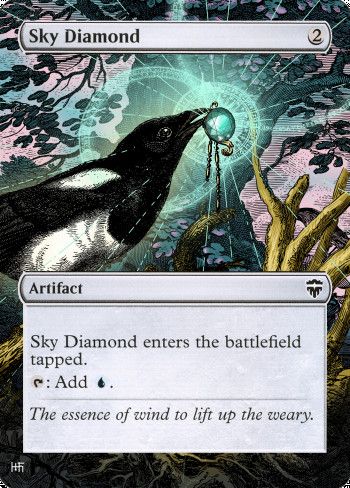 Sky Diamond 2
Artifact
Sky Diamond enters the battlefield
tapped.
: Add .
The essence of wind to lift up the weary.